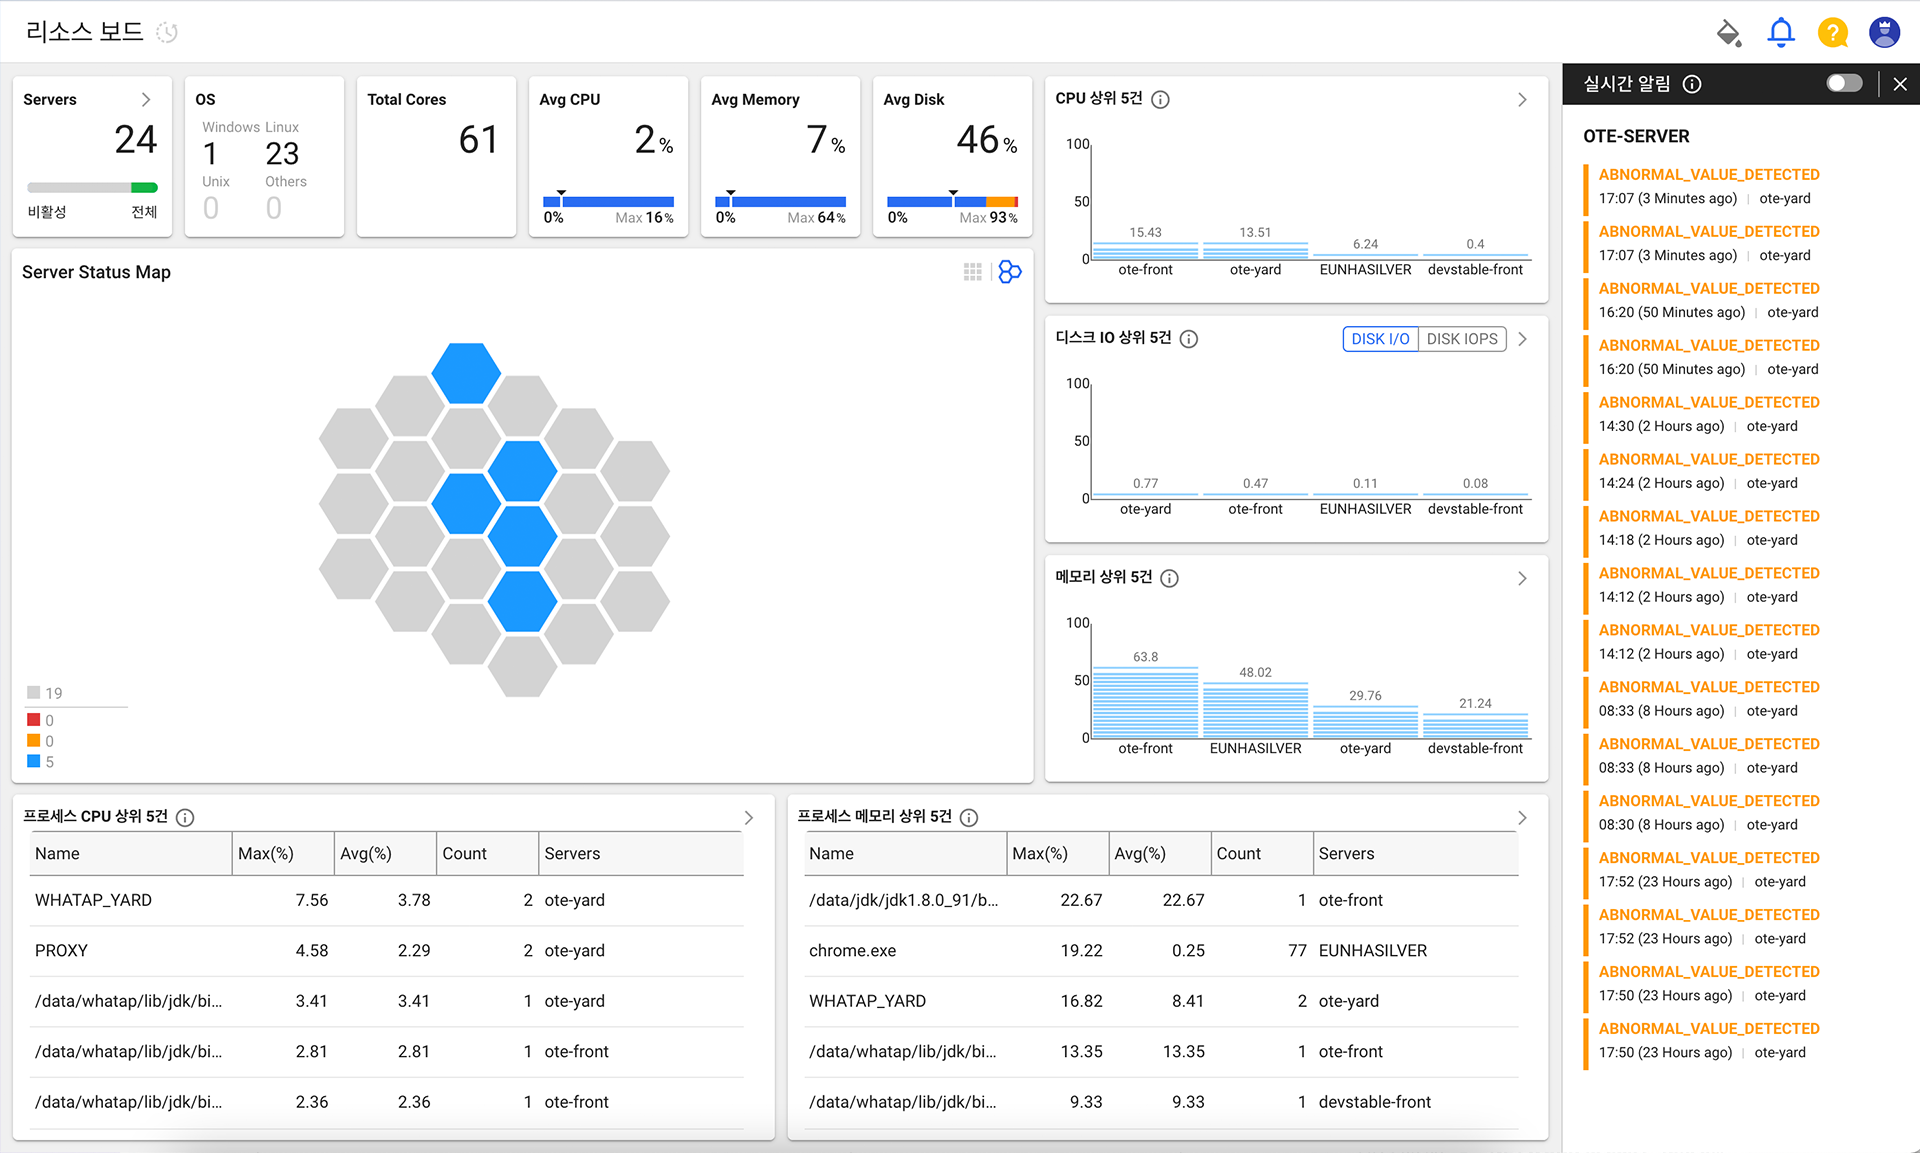 리소스 보드
Servers
24
비활성 전체
OS
Windows Linux
1 23
Unix Others
0 0
Total Cores
61
Avg CPU
2 %
0% Max 16 %
Avg Memory
7 %
0% Max 64 %
Avg Disk
46 %
0% Max 93 %
Server Status Map
19
0
0
5
CPU 상위 5건
100
50
0
15.43 13.51 6.24 0.4
ote-front ote-yard EUNHASILVER devstable-front
디스크 IO 상위 5건
DISK I/O DISK IOPS
100
50
0
0.77 0.47 0.11 0.08
ote-yard ote-front EUNHASILVER devstable-front
메모리 상위 5건
100
50
0
63.8 48.02 29.76 21.24
ote-front EUNHASILVER ote-yard devstable-front
프로세스 CPU 상위 5건
Name Max(%) Avg(%) Count Servers
WHATAP_YARD 7.56 3.78 2 ote-yard
PROXY 4.58 2.29 2 ote-yard
/data/whatap/lib/jdk/bi... 3.41 3.41 1 ote-yard
/data/whatap/lib/jdk/bi... 2.81 2.81 1 ote-front
/data/whatap/lib/jdk/bi... 2.36 2.36 1 ote-front
프로세스 메모리 상위 5건
Name Max(%) Avg(%) Count Servers
/data/jdk/jdk1.8.0_91/b... 22.67 22.67 1 ote-front
chrome.exe 19.22 0.25 77 EUNHASILVER
WHATAP_YARD 16.82 8.41 2 ote-yard
/data/whatap/lib/jdk/bi... 13.35 13.35 1 ote-front
/data/whatap/lib/jdk/bi... 9.33 9.33 1 devstable-front
실시간 알림
OTE-SERVER
ABNORMAL_VALUE_DETECTED
17:07 (3 Minutes ago) ote-yard
ABNORMAL_VALUE_DETECTED
17:07 (3 Minutes ago) ote-yard
ABNORMAL_VALUE_DETECTED
16:20 (50 Minutes ago) ote-yard
ABNORMAL_VALUE_DETECTED
16:20 (50 Minutes ago) ote-yard
ABNORMAL_VALUE_DETECTED
14:30 (2 Hours ago) ote-yard
ABNORMAL_VALUE_DETECTED
14:24 (2 Hours ago) ote-yard
ABNORMAL_VALUE_DETECTED
14:18 (2 Hours ago) ote-yard
ABNORMAL_VALUE_DETECTED
14:12 (2 Hours ago) ote-yard
ABNORMAL_VALUE_DETECTED
14:12 (2 Hours ago) ote-yard
ABNORMAL_VALUE_DETECTED
08:33 (8 Hours ago) ote-yard
ABNORMAL_VALUE_DETECTED
08:33 (8 Hours ago) ote-yard
ABNORMAL_VALUE_DETECTED
08:30 (8 Hours ago) ote-yard
ABNORMAL_VALUE_DETECTED
17:52 (23 Hours ago) ote-yard
ABNORMAL_VALUE_DETECTED
17:52 (23 Hours ago) ote-yard
ABNORMAL_VALUE_DETECTED
17:50 (23 Hours ago) ote-yard
ABNORMAL_VALUE_DETECTED
17:50 (23 Hours ago) ote-yard